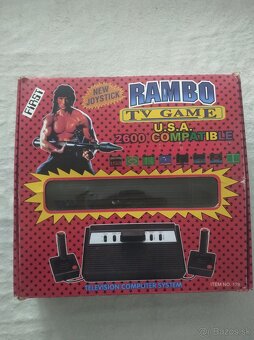 FIRST
NEW
JOYSTICK
RAMBO
TV GAME
U.S.A.
2600 COMPATIBLE
TELEVISION COMPUTER SYSTEM
ITEM NO.